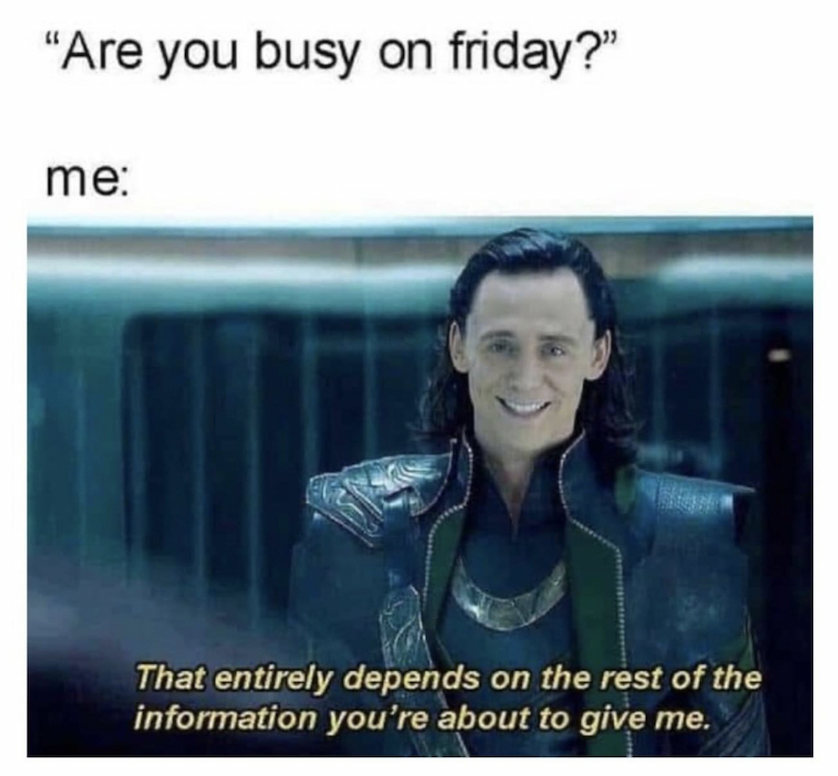 “Are you busy on friday?”
me:
That entirely depends on the rest of the
information you're about to give me.